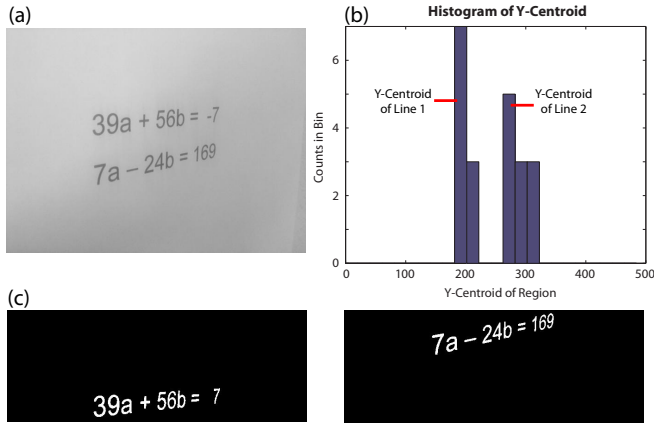 (a)
39a + 56b = -7
7a – 24b = 169
(b)
Histogram of Y-Centroid
Counts in Bin
6
4
2
0
Y-Centroid of Line 1
Y-Centroid of Line 2
0 100 200 300 400 500
Y-Centroid of Region
(c)
39a + 56b = 7
7a – 24b = 169